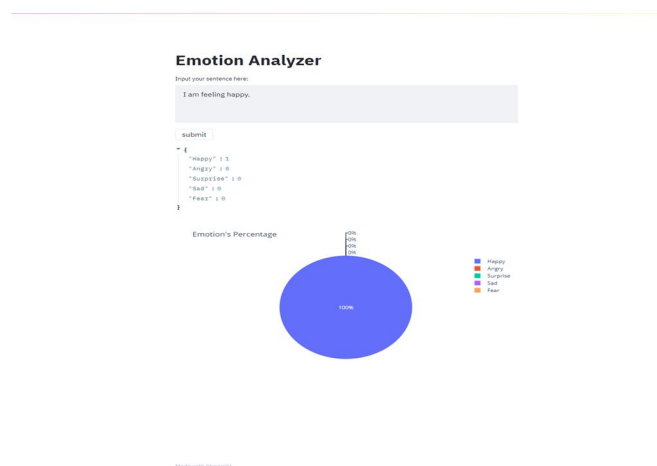 Emotion Analyzer
Input your sentence here:
I am feeling happy.
submit
{
"Happy" : 1
"Angry" : 0
"Surprise" : 0
"Sad" : 0
"Fear" : 0
}
Emotion's Percentage
0%
0%
0%
0%
100%
Happy
Angry
Surprise
Sad
Fear